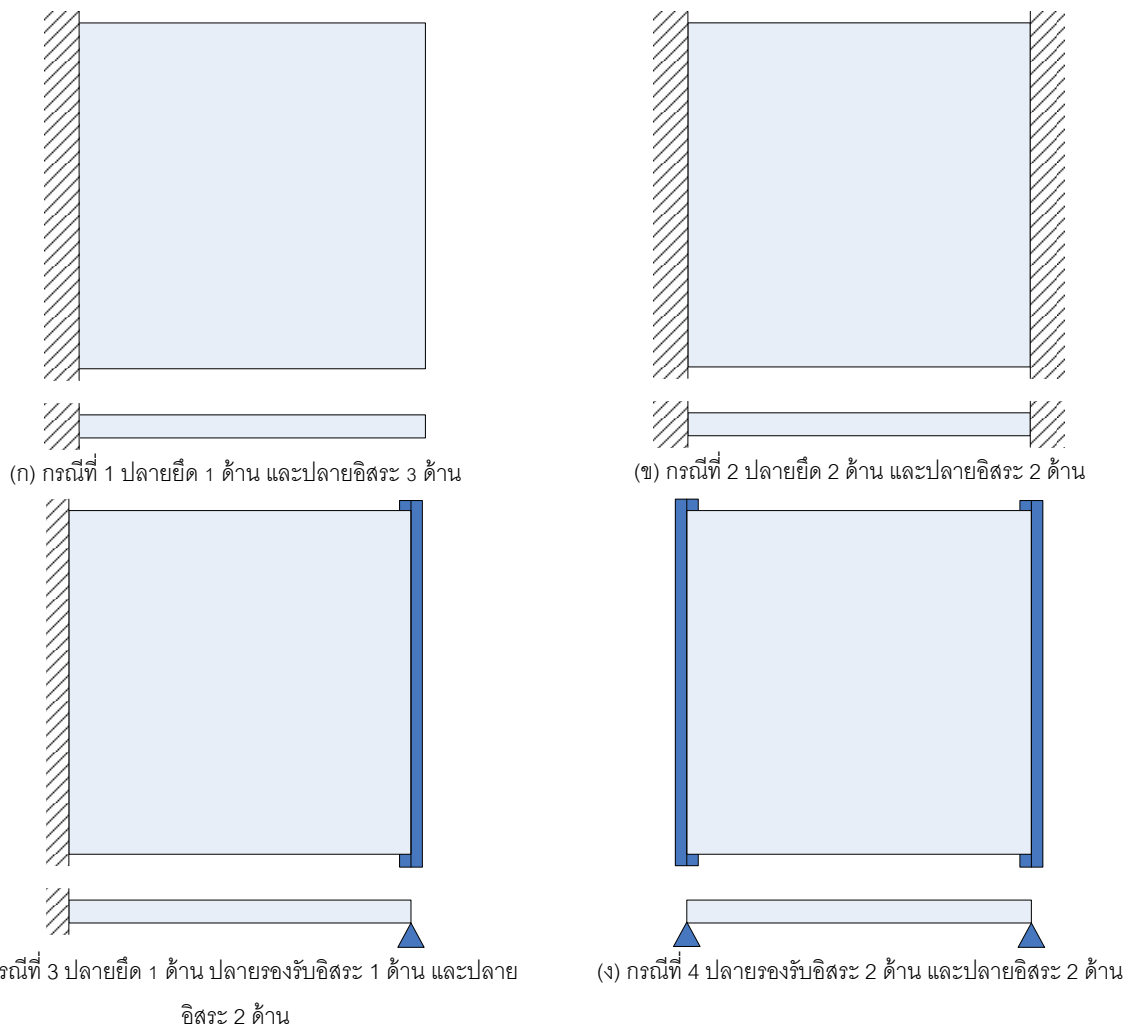 (ก) กรณีที่ 1 ปลายยึด 1 ด้าน และปลายอิสระ 3 ด้าน
(ข) กรณีที่ 2 ปลายยึด 2 ด้าน และปลายอิสระ 2 ด้าน
รณีที่ 3 ปลายยึด 1 ด้าน ปลายรองรับอิสระ 1 ด้าน และปลาย
อิสระ 2 ด้าน
(ง) กรณีที่ 4 ปลายรองรับอิสระ 2 ด้าน และปลายอิสระ 2 ด้าน